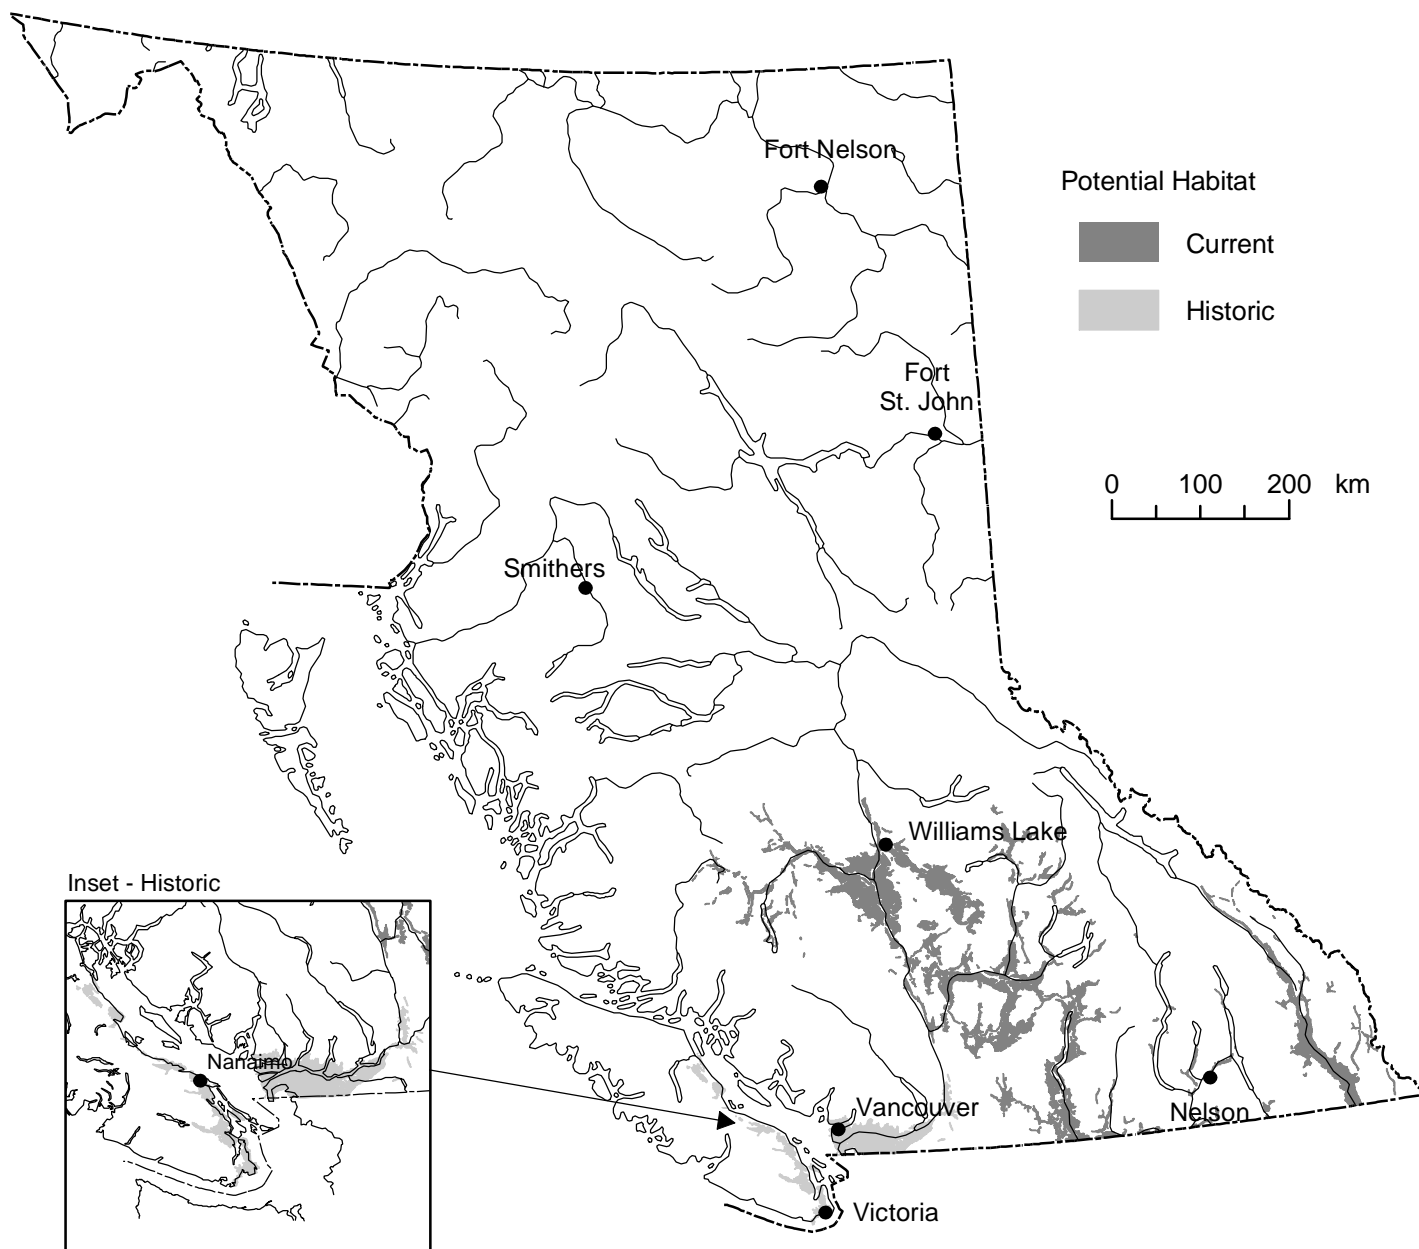 Fort Nelson
Potential Habitat
Current
Historic
Fort
St. John
0 100 200 km
Smithers
Williams Lake
Inset - Historic
Nanaimo
Vancouver
Nelson
Victoria